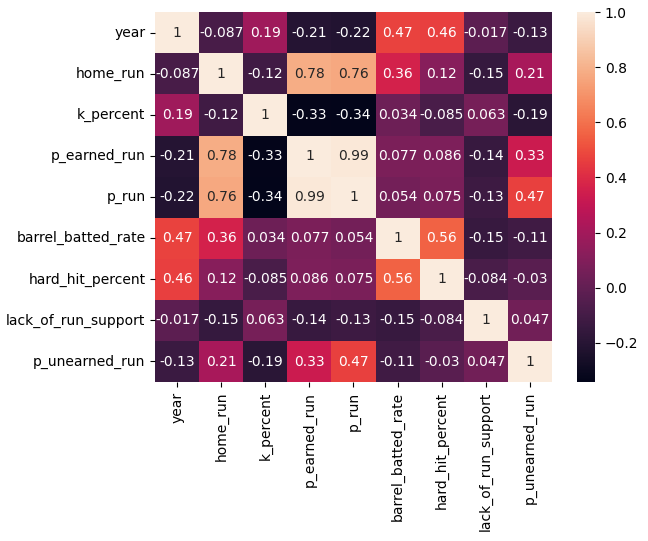 year 1 -0.087 0.19 -0.21 -0.22 0.47 0.46 -0.017 -0.13
home_run -0.087 1 -0.12 0.78 0.76 0.36 0.12 -0.15 0.21
k_percent 0.19 -0.12 1 -0.33 -0.34 0.034 -0.085 0.063 -0.19
p_earned_run -0.21 0.78 -0.33 1 0.99 0.077 0.086 -0.14 0.33
p_run -0.22 0.76 -0.34 0.99 1 0.054 0.075 -0.13 0.47
barrel_batted_rate 0.47 0.36 0.034 0.077 0.054 1 0.56 -0.15 -0.11
hard_hit_percent 0.46 0.12 -0.085 0.086 0.075 0.56 1 -0.084 -0.03
lack_of_run_support -0.017 -0.15 0.063 -0.14 -0.13 -0.15 -0.084 1 0.047
p_unearned_run -0.13 0.21 -0.19 0.33 0.47 -0.11 -0.03 0.047 1
year
home_run
k_percent
p_earned_run
p_run
barrel_batted_rate
hard_hit_percent
lack_of_run_support
p_unearned_run
1.0
0.8
0.6
0.4
0.2
0.0
−0.2